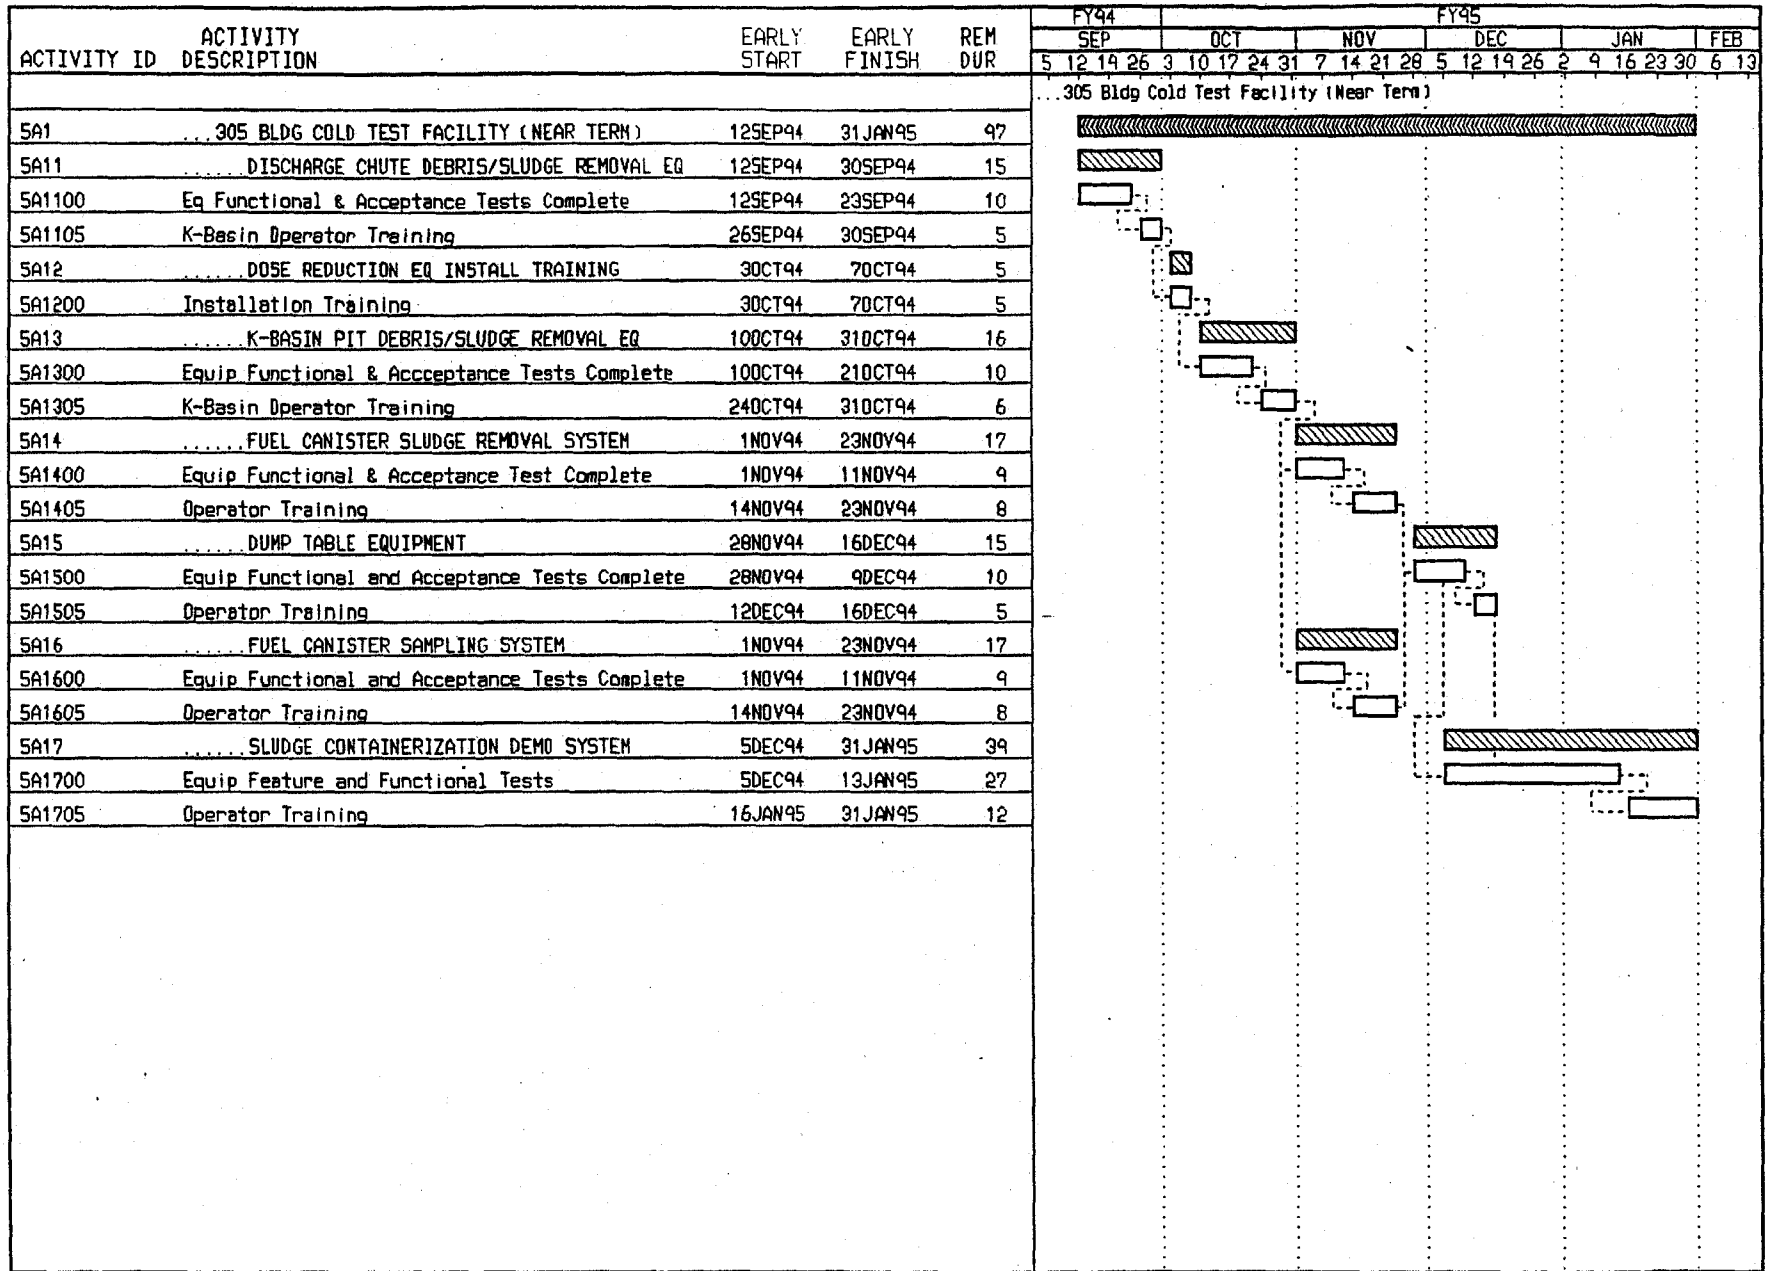 FY94 FY95
ACTIVITY EARLY EARLY REM SEP OCT NOV DEC JAN FEB
ACTIVITY ID DESCRIPTION START FINISH DUR 5 12 19 26 3 10 17 24 31 7 14 21 28 5 12 19 26 2 9 16 23 30 6 13
...305 Bldg Cold Test Facility (Near Term)
5A1 ...305 BLDG COLD TEST FACILITY (NEAR TERM) 12SEP94 31JAN95 97
5A11 ......DISCHARGE CHUTE DEBRIS/SLUDGE REMOVAL EQ 12SEP94 30SEP94 15
5A1100 Eq Functional & Acceptance Tests Complete 12SEP94 23SEP94 10
5A1105 K-Basin Operator Training 26SEP94 30SEP94 5
5A12 ......DOSE REDUCTION EQ INSTALL TRAINING 3OCT94 7OCT94 5
5A1200 Installation Training 3OCT94 7OCT94 5
5A13 ......K-BASIN PIT DEBRIS/SLUDGE REMOVAL EQ 10OCT94 31OCT94 16
5A1300 Equip Functional & Accceptance Tests Complete 10OCT94 21OCT94 10
5A1305 K-Basin Operator Training 24OCT94 31OCT94 6
5A14 ......FUEL CANISTER SLUDGE REMOVAL SYSTEM 1NOV94 23NOV94 17
5A1400 Equip Functional & Acceptance Test Complete 1NOV94 11NOV94 9
5A1405 Operator Training 14NOV94 23NOV94 8
5A15 ......DUMP TABLE EQUIPMENT 28NOV94 16DEC94 15
5A1500 Equip Functional and Acceptance Tests Complete 28NOV94 9DEC94 10
5A1505 Operator Training 12DEC94 16DEC94 5
5A16 ......FUEL CANISTER SAMPLING SYSTEM 1NOV94 23NOV94 17
5A1600 Equip Functional and Acceptance Tests Complete 1NOV94 11NOV94 9
5A1605 Operator Training 14NOV94 23NOV94 8
5A17 ......SLUDGE CONTAINERIZATION DEMO SYSTEM 5DEC94 31JAN95 39
5A1700 Equip Feature and Functional Tests 5DEC94 13JAN95 27
5A1705 Operator Training 16JAN95 31JAN95 12